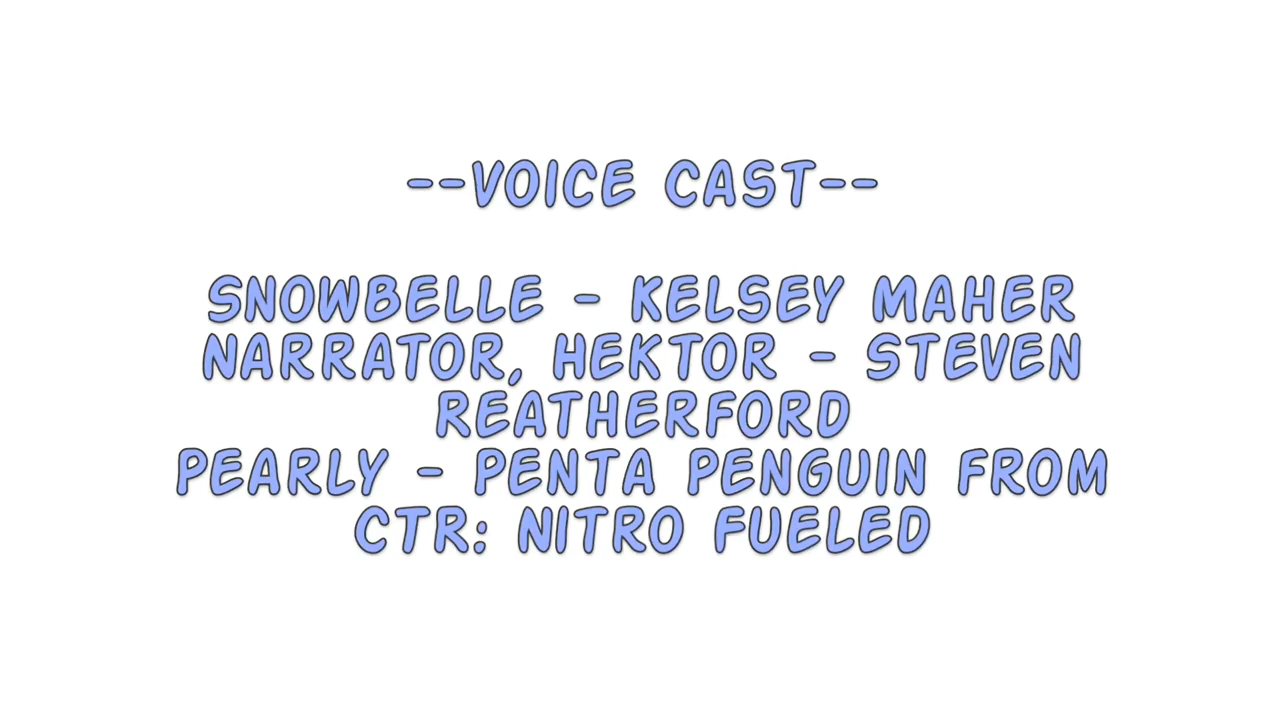 --VOICE CAST--
SNOWBELLE - KELSEY MAHER
NARRATOR, HEKTOR - STEVEN
REATHERFORD
PEARLY - PENTA PENGUIN FROM
CTR: NITRO FUELED